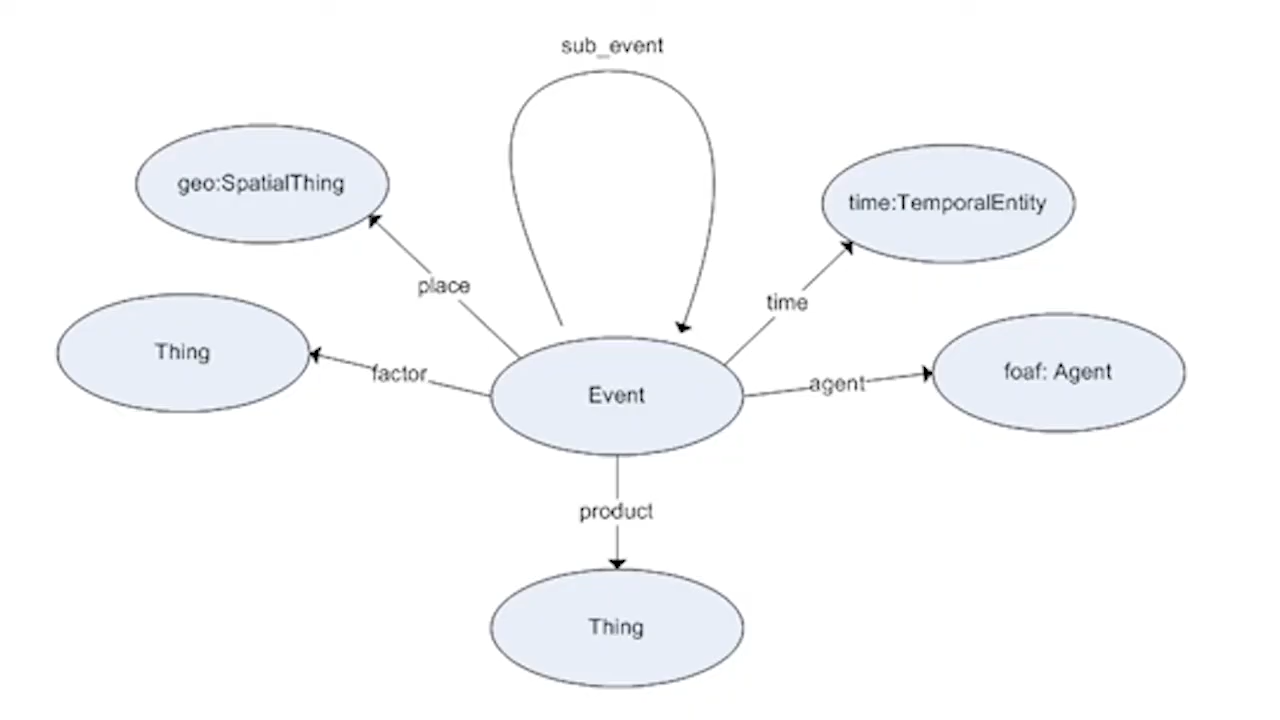 sub_event
geo:SpatialThing
time:TemporalEntity
place
time
Thing
factor
Event
agent
foaf: Agent
product
Thing